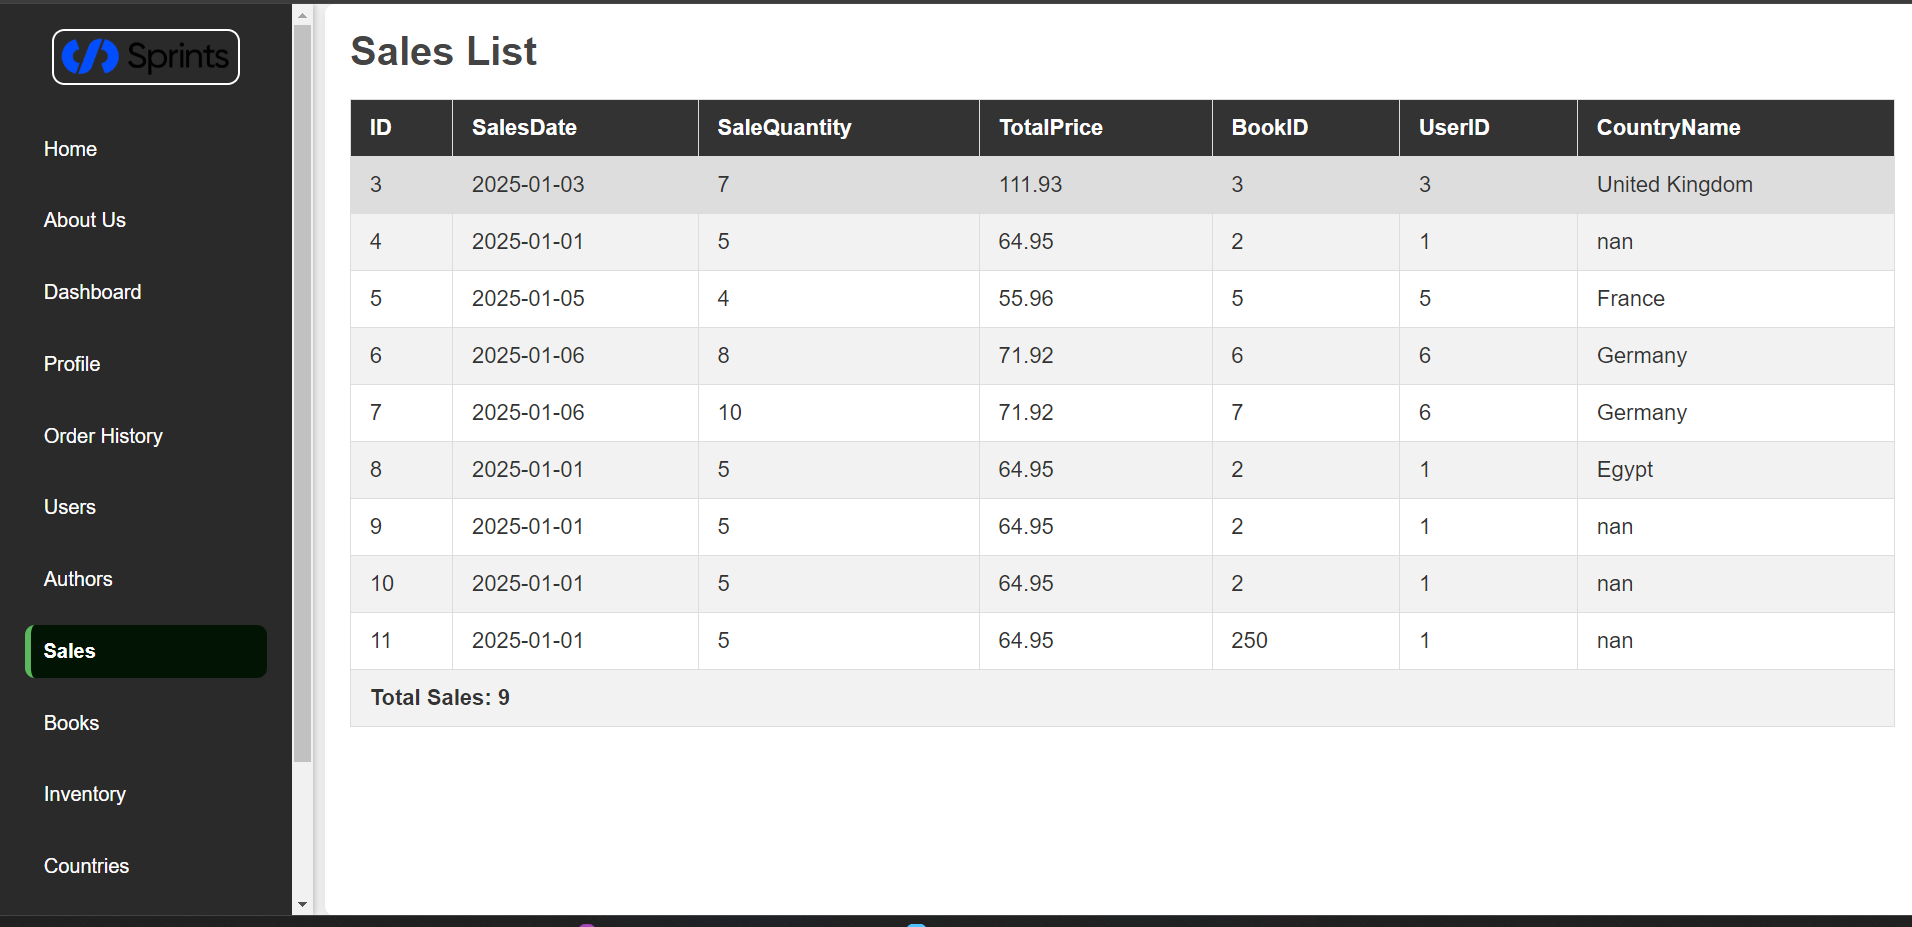 Sprints
Home
About Us
Dashboard
Profile
Order History
Users
Authors
Sales
Books
Inventory
Countries
Sales List
ID SalesDate SaleQuantity TotalPrice BookID UserID CountryName
3 2025-01-03 7 111.93 3 3 United Kingdom
4 2025-01-01 5 64.95 2 1 nan
5 2025-01-05 4 55.96 5 5 France
6 2025-01-06 8 71.92 6 6 Germany
7 2025-01-06 10 71.92 7 6 Germany
8 2025-01-01 5 64.95 2 1 Egypt
9 2025-01-01 5 64.95 2 1 nan
10 2025-01-01 5 64.95 2 1 nan
11 2025-01-01 5 64.95 250 1 nan
Total Sales: 9